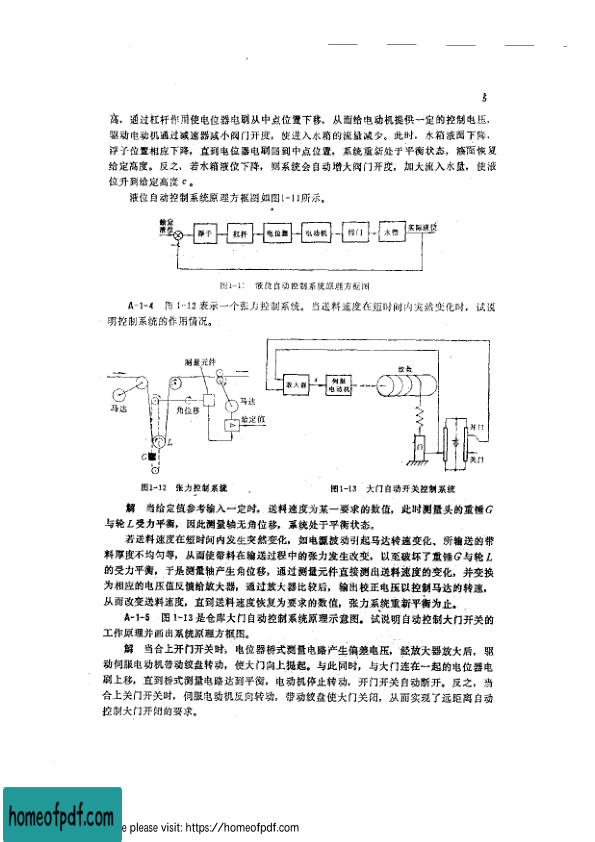 高，通过杠杆作用使电位器电刷从中点位置下移，从而给电动机提供一定的控制电压，
驱动电动机通过减速器减小阀门开度，使进入水箱的流量减少。此时，水箱液面下降，
浮子位置相应下降，直到电位器电刷回到中点位置，系统重新处于平衡状态，液面恢复
给定高度。反之，若水箱液位下降，则系统会自动增大阀门开度，加大流入水量，使液
位升到给定高度c。
液位自动控制系统原理方框图如图1-11所示。
给定
液位
浮子
杠杆
电位器
电动机
阀门
水箱
实际液位
图1-1 液位自动控制系统原理方框图
A-1-4 图1-12表示一个张力控制系统。当送料速度在短时间内突然变化时，试说
明控制系统的作用情况。
测量元件
马达
角位移
马达
给定值
L
G
放大器
伺服
电动机
绞盘
门
开门
关门
图1-12 张力控制系统
图1-13 大门自动开关控制系统
解 当给定值参考输入一定时，送料速度为某一要求的数值，此时测量头的重锤G
与轮L受力平衡，因此测量轴无角位移，系统处于平衡状态。
若送料速度在短时间内发生突然变化，如电源波动引起马达转速变化、所输送的带
料厚度不均匀等，从而使带料在输送过程中的张力发生改变，以至破坏了重锤G与轮L
的受力平衡，于是测量轴产生角位移，通过测量元件直接测出送料速度的变化，并变换
为相应的电压值反馈给放大器，通过放大器比较后，输出校正电压以控制马达的转速，
从而改变送料速度，直到送料速度恢复为要求的数值，张力系统重新平衡为止。
A-1-5 图1-13是仓库大门自动控制系统原理示意图。试说明自动控制大门开关的
工作原理并画出系统原理方框图。
解 当合上开门开关时，电位器桥式测量电路产生偏差电压，经放大器放大后，驱
动伺服电动机带动绞盘转动，使大门向上提起。与此同时，与大门连在一起的电位器电
刷上移，直到桥式测量电路达到平衡，电动机停止转动，开门开关自动断开。反之，当
合上关门开关时，伺服电动机反向转动，带动绞盘使大门关闭，从而实现了远距离自动
控制大门开闭的要求。
homeofpdf.com
e please visit: https://homeofpdf.com